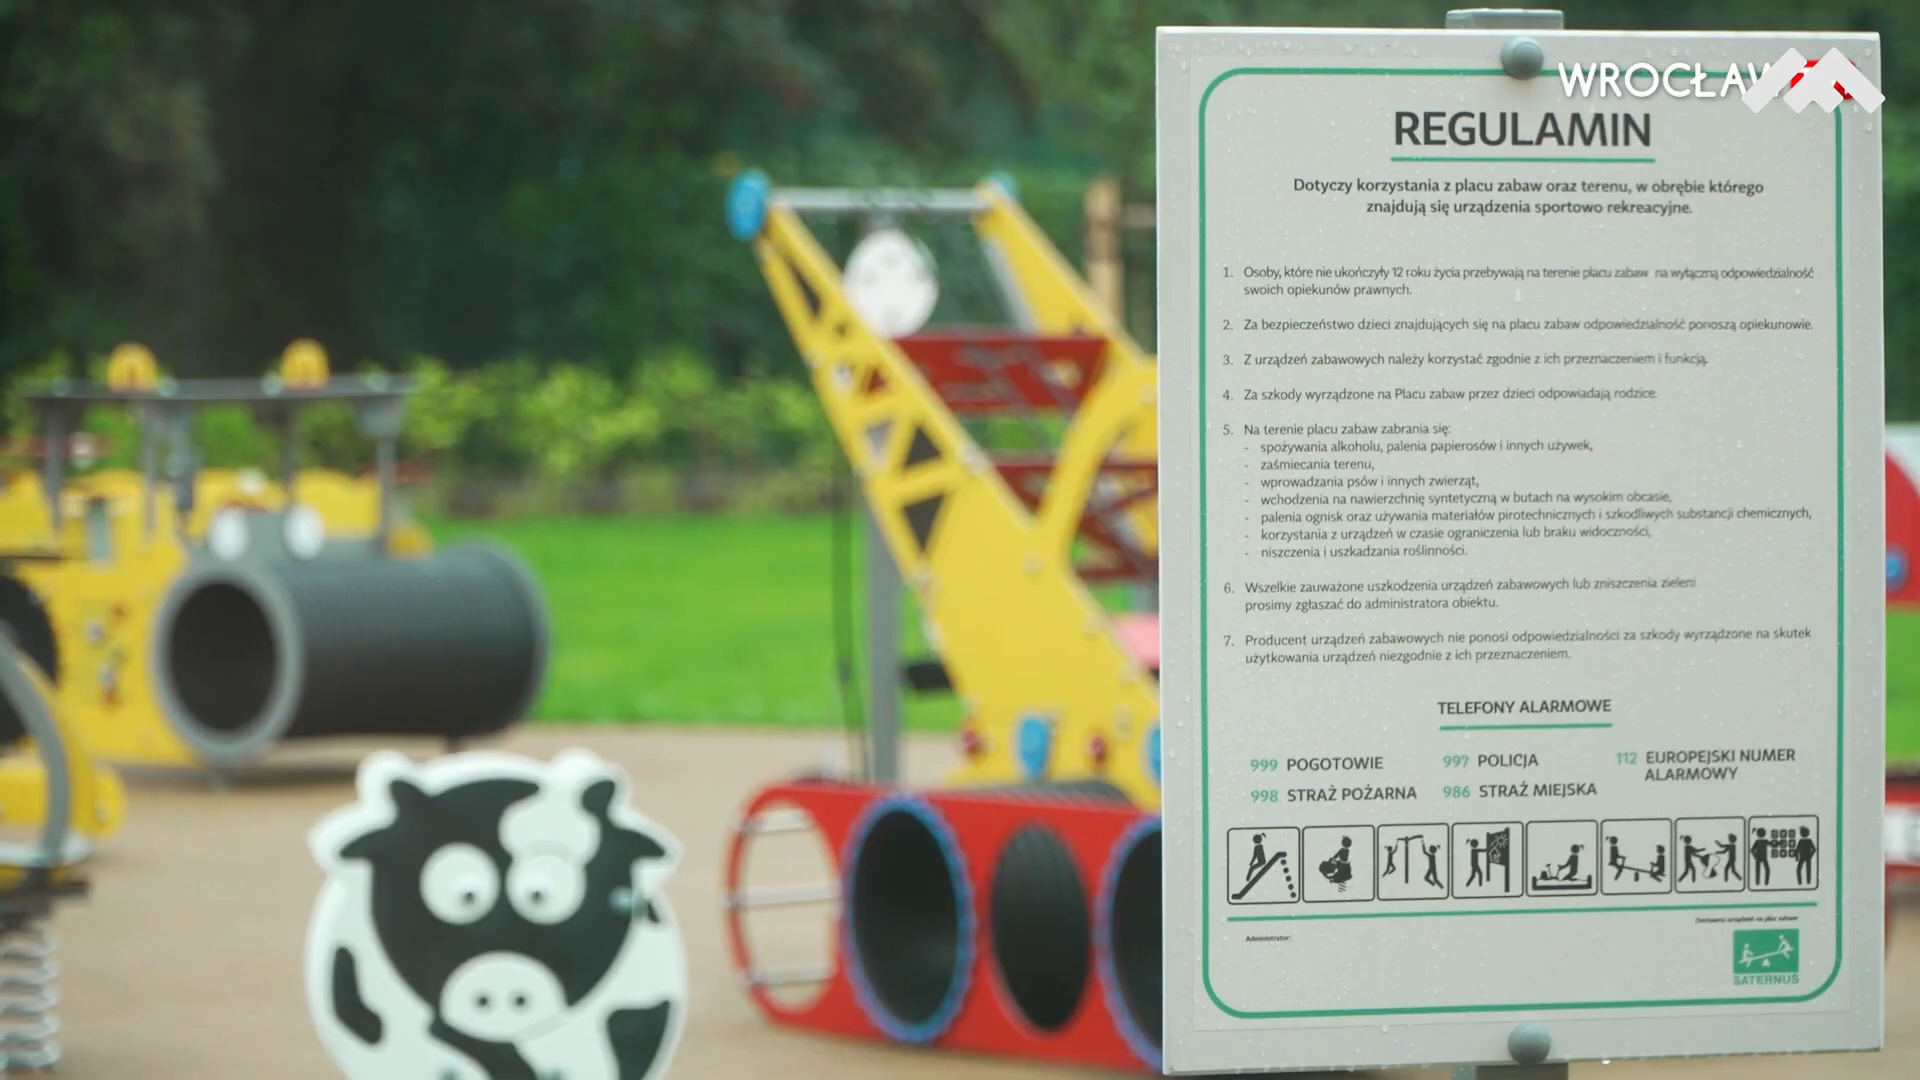 WROCŁAW
REGULAMIN
Dotyczy korzystania z placu zabaw oraz terenu, w obrębie którego
znajdują się urządzenia sportowo rekreacyjne.
1. Osoby, które nie ukończyły 12 roku życia przebywają na terenie placu zabaw na wyłączną odpowiedzialność
swoich opiekunów prawnych.
2. Za bezpieczeństwo dzieci znajdujących się na placu zabaw odpowiedzialność ponoszą opiekunowie.
3. Z urządzeń zabawowych należy korzystać zgodnie z ich przeznaczeniem i funkcją.
4. Za szkody wyrządzone na Placu zabaw przez dzieci odpowiadają rodzice.
5. Na terenie placu zabaw zabrania się:
- spożywania alkoholu, palenia papierosów i innych używek,
- zaśmiecania terenu,
- wprowadzania psów i innych zwierząt,
- wchodzenia na nawierzchnię syntetyczną w butach na wysokim obcasie,
- palenia ognisk oraz używania materiałów pirotechnicznych i szkodliwych substancji chemicznych,
- korzystania z urządzeń w czasie ograniczenia lub braku widoczności,
- niszczenia i uszkadzania roślinności.
6. Wszelkie zauważone uszkodzenia urządzeń zabawowych lub zniszczenia zieleni
prosimy zgłaszać do administratora obiektu.
7. Producent urządzeń zabawowych nie ponosi odpowiedzialności za szkody wyrządzone na skutek
użytkowania urządzeń niezgodnie z ich przeznaczeniem.
TELEFONY ALARMOWE
999 POGOTOWIE 997 POLICJA 112 EUROPEJSKI NUMER
ALARMOWY
998 STRAŻ POŻARNA 986 STRAŻ MIEJSKA
Dostawca urządzeń na plac zabaw
Administrator:
SATERNUS